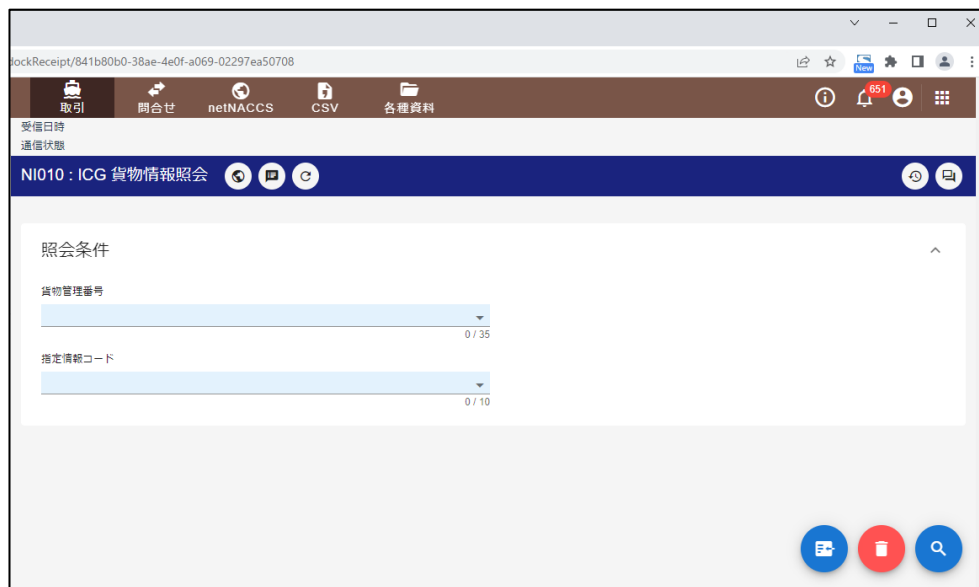 dockReceipt/841b80b0-38ae-4e0f-a069-02297ea50708
New
取引 問合せ netNACCS CSV 各種資料 651
受信日時
通信状態
NI010 : ICG 貨物情報照会
照会条件
貨物管理番号
0 / 35
指定情報コード
0 / 10